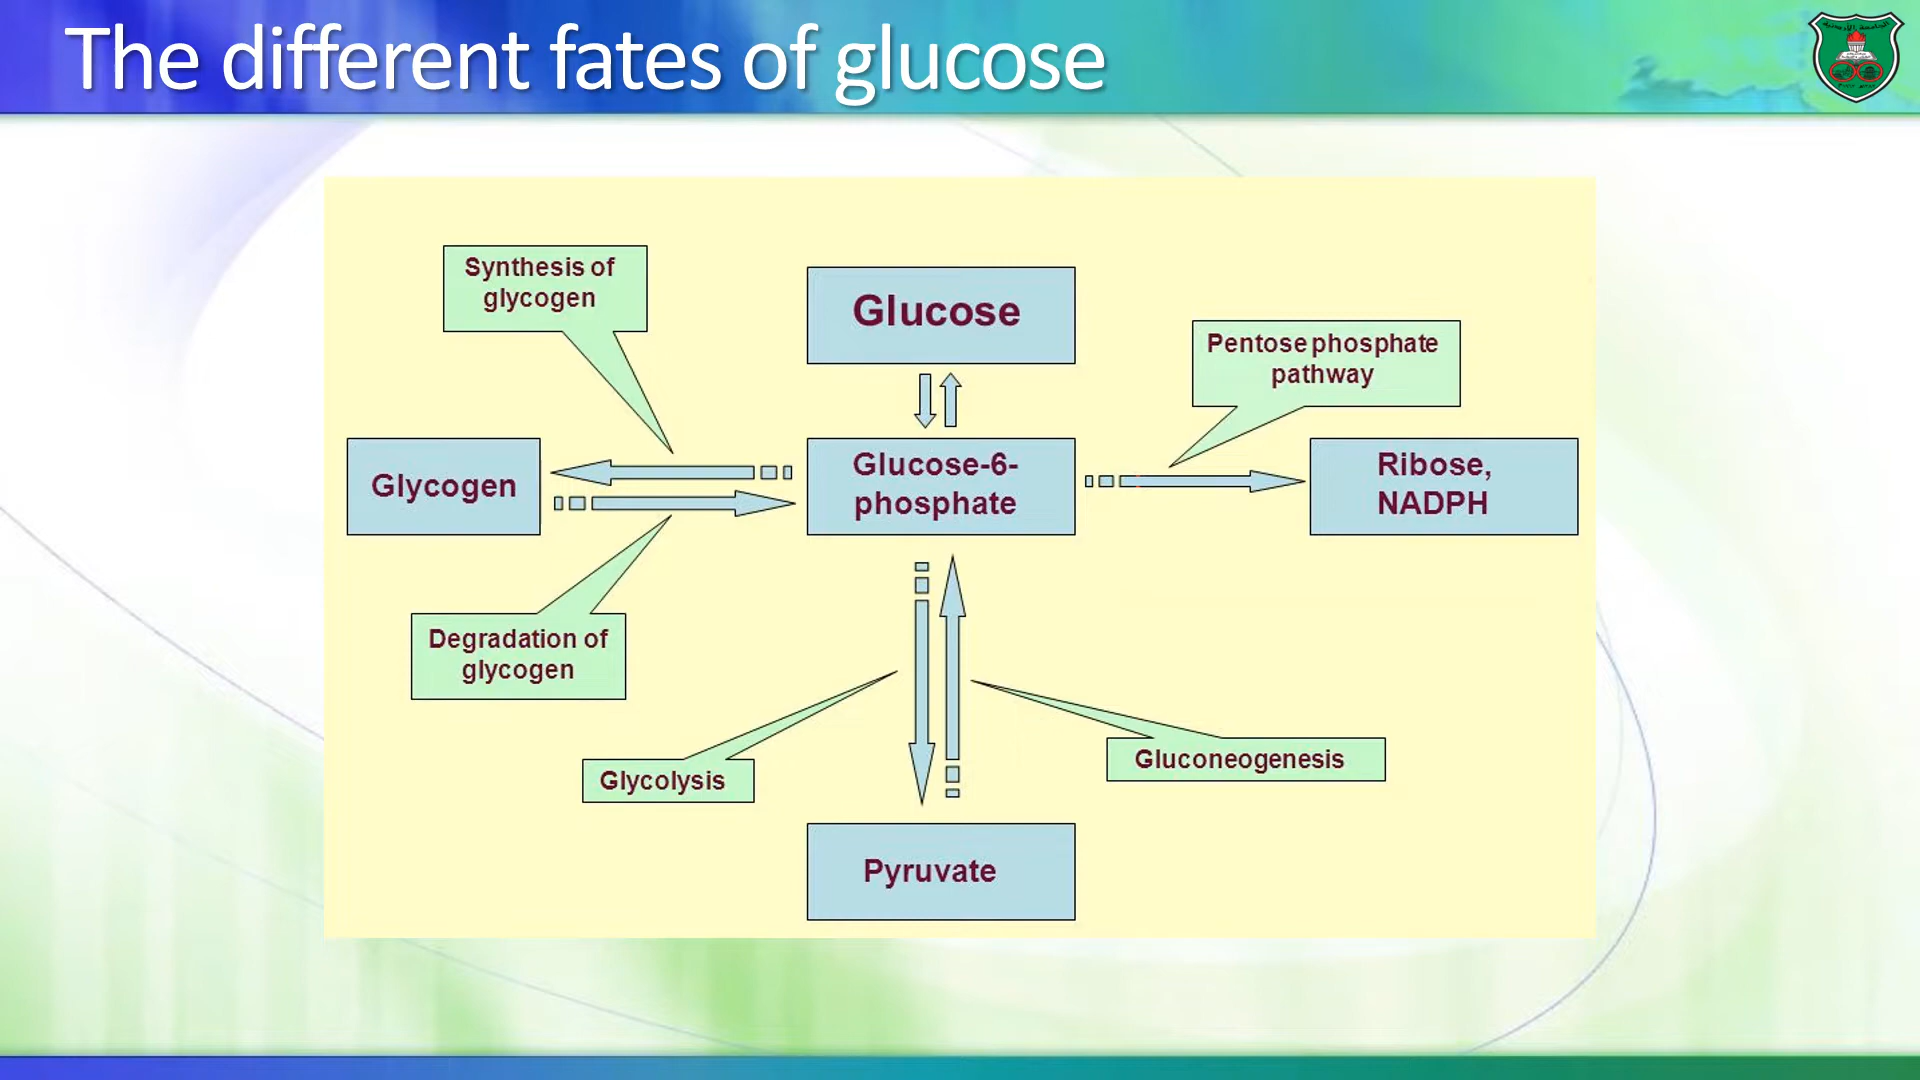 The different fates of glucose
Synthesis of
glycogen
Glucose
Pentose phosphate
pathway
Glycogen
Glucose-6-
phosphate
Ribose,
NADPH
Degradation of
glycogen
Glycolysis
Gluconeogenesis
Pyruvate